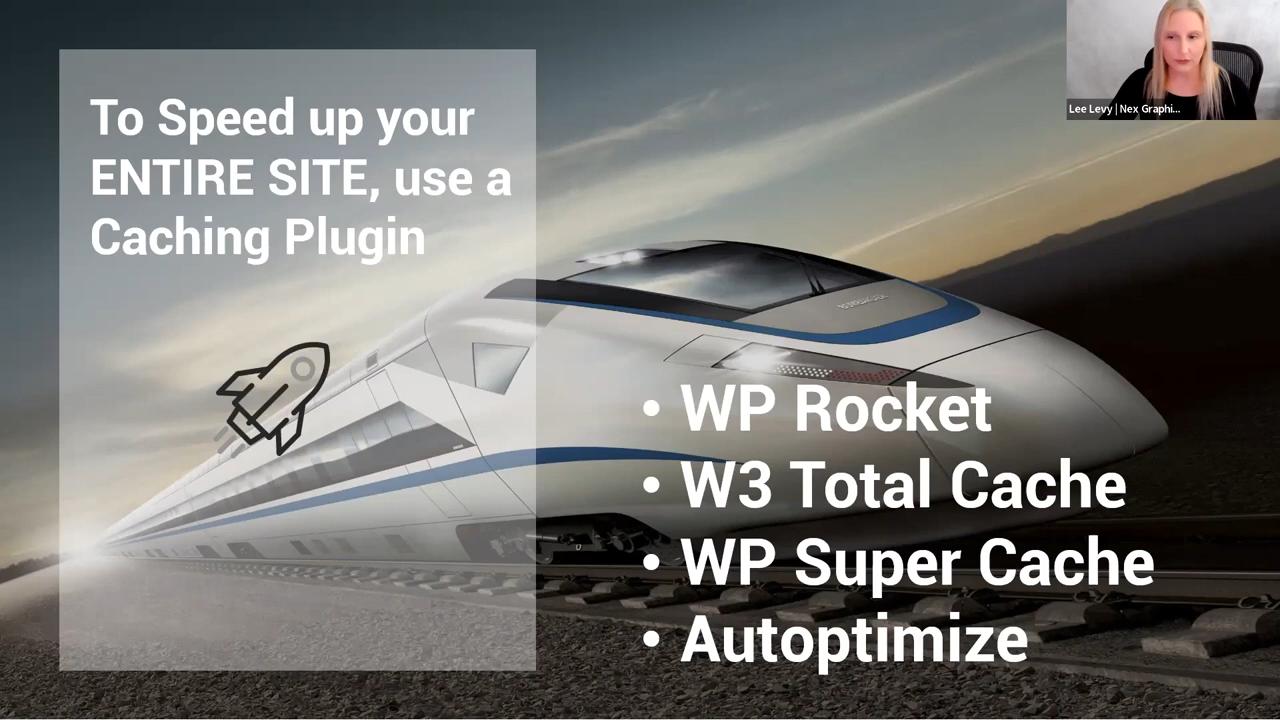 To Speed up your
ENTIRE SITE, use a
Caching Plugin
Lee Levy | Nex Graphi...
BOMBARDIER
• WP Rocket
• W3 Total Cache
• WP Super Cache
• Autoptimize